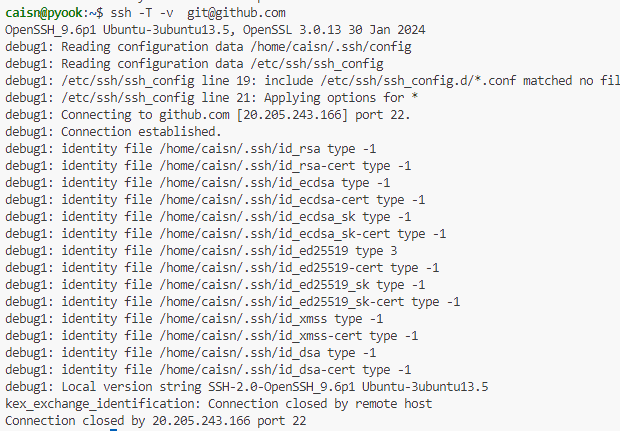 caisn@pyook:~$ ssh -T -v  git@github.com
OpenSSH_9.6p1 Ubuntu-3ubuntu13.5, OpenSSL 3.0.13 30 Jan 2024
debug1: Reading configuration data /home/caisn/.ssh/config
debug1: Reading configuration data /etc/ssh/ssh_config
debug1: /etc/ssh/ssh_config line 19: include /etc/ssh/ssh_config.d/*.conf matched no fil
debug1: /etc/ssh/ssh_config line 21: Applying options for *
debug1: Connecting to github.com [20.205.243.166] port 22.
debug1: Connection established.
debug1: identity file /home/caisn/.ssh/id_rsa type -1
debug1: identity file /home/caisn/.ssh/id_rsa-cert type -1
debug1: identity file /home/caisn/.ssh/id_ecdsa type -1
debug1: identity file /home/caisn/.ssh/id_ecdsa-cert type -1
debug1: identity file /home/caisn/.ssh/id_ecdsa_sk type -1
debug1: identity file /home/caisn/.ssh/id_ecdsa_sk-cert type -1
debug1: identity file /home/caisn/.ssh/id_ed25519 type 3
debug1: identity file /home/caisn/.ssh/id_ed25519-cert type -1
debug1: identity file /home/caisn/.ssh/id_ed25519_sk type -1
debug1: identity file /home/caisn/.ssh/id_ed25519_sk-cert type -1
debug1: identity file /home/caisn/.ssh/id_xmss type -1
debug1: identity file /home/caisn/.ssh/id_xmss-cert type -1
debug1: identity file /home/caisn/.ssh/id_dsa type -1
debug1: identity file /home/caisn/.ssh/id_dsa-cert type -1
debug1: Local version string SSH-2.0-OpenSSH_9.6p1 Ubuntu-3ubuntu13.5
kex_exchange_identification: Connection closed by remote host
Connection closed by 20.205.243.166 port 22